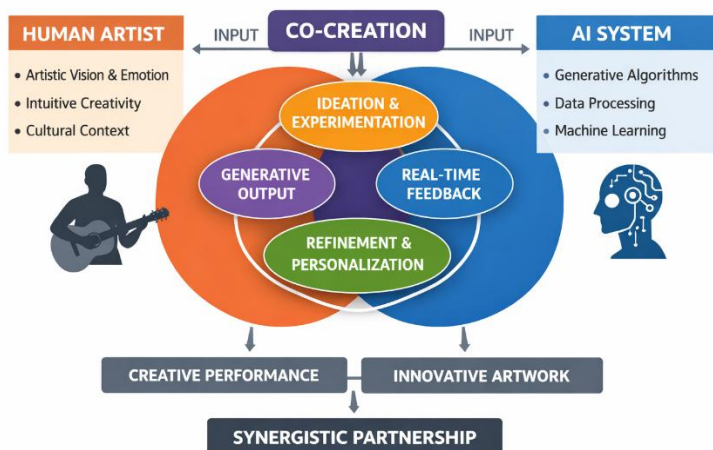 HUMAN ARTIST
INPUT
CO-CREATION
INPUT
AI SYSTEM
• Artistic Vision & Emotion
• Intuitive Creativity
• Cultural Context
• Generative Algorithms
• Data Processing
• Machine Learning
IDEATION &
EXPERIMENTATION
GENERATIVE
OUTPUT
REAL-TIME
FEEDBACK
REFINEMENT &
PERSONALIZATION
CREATIVE PERFORMANCE
INNOVATIVE ARTWORK
SYNERGISTIC PARTNERSHIP